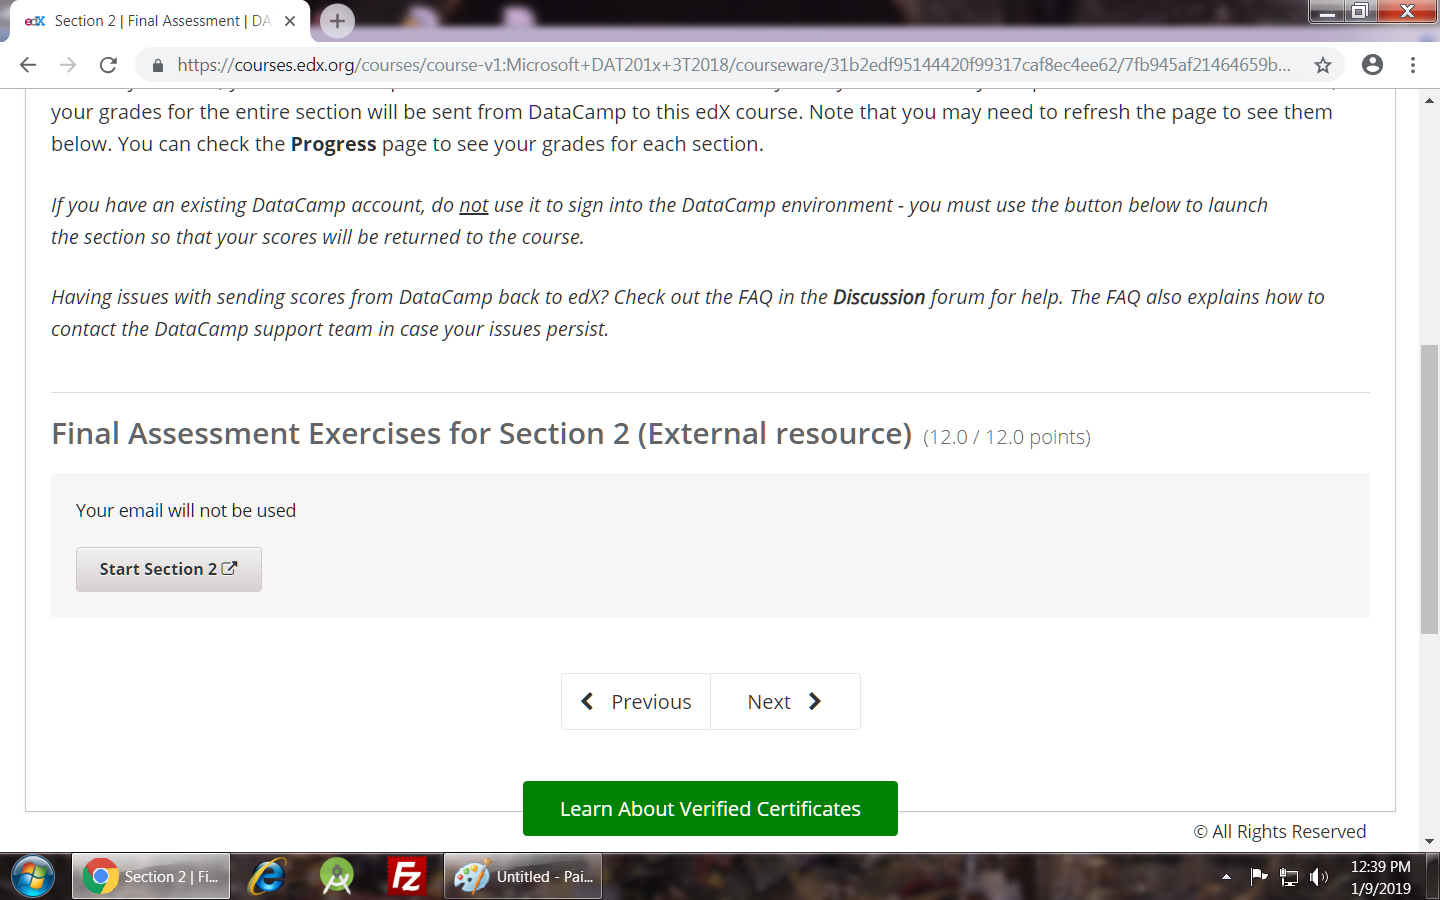 edX Section 2 | Final Assessment | DA
https://courses.edx.org/courses/course-v1:Microsoft+DAT201x+3T2018/courseware/31b2edf95144420f99317caf8ec4ee62/7fb945af21464659b...
your grades for the entire section will be sent from DataCamp to this edX course. Note that you may need to refresh the page to see them
below. You can check the Progress page to see your grades for each section.
If you have an existing DataCamp account, do not use it to sign into the DataCamp environment - you must use the button below to launch
the section so that your scores will be returned to the course.
Having issues with sending scores from DataCamp back to edX? Check out the FAQ in the Discussion forum for help. The FAQ also explains how to
contact the DataCamp support team in case your issues persist.
Final Assessment Exercises for Section 2 (External resource) (12.0 / 12.0 points)
Your email will not be used
Start Section 2
Previous Next
Learn About Verified Certificates
© All Rights Reserved
Section 2 | Fi... Fz Untitled - Pai... 12:39 PM
1/9/2019